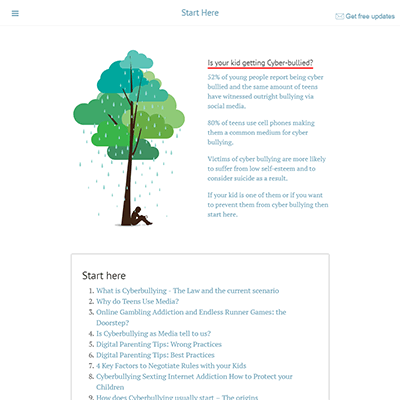 Start Here
Get free updates
Is your kid getting Cyber-bullied?
52% of young people report being cyber
bullied and the same amount of teens
have witnessed outright bullying via
social media.
80% of teens use cell phones making
them a common medium for cyber
bullying.
Victims of cyber bullying are more likely
to suffer from low self-esteem and to
consider suicide as a result.
If your kid is one of them or if you want
to prevent them from cyber bullying then
start here.
Start here
1. What is Cyberbullying - The Law and the current scenario
2. Why do Teens Use Media?
3. Online Gambling Addiction and Endless Runner Games: the
Doorstep?
4. Is Cyberbullying as Media tell to us?
5. Digital Parenting Tips: Wrong Practices
6. Digital Parenting Tips: Best Practices
7. 4 Key Factors to Negotiate Rules with your Kids
8. Cyberbullying Sexting Internet Addiction How to Protect your
Children
9. How does Cyberbullying usually start – The origins